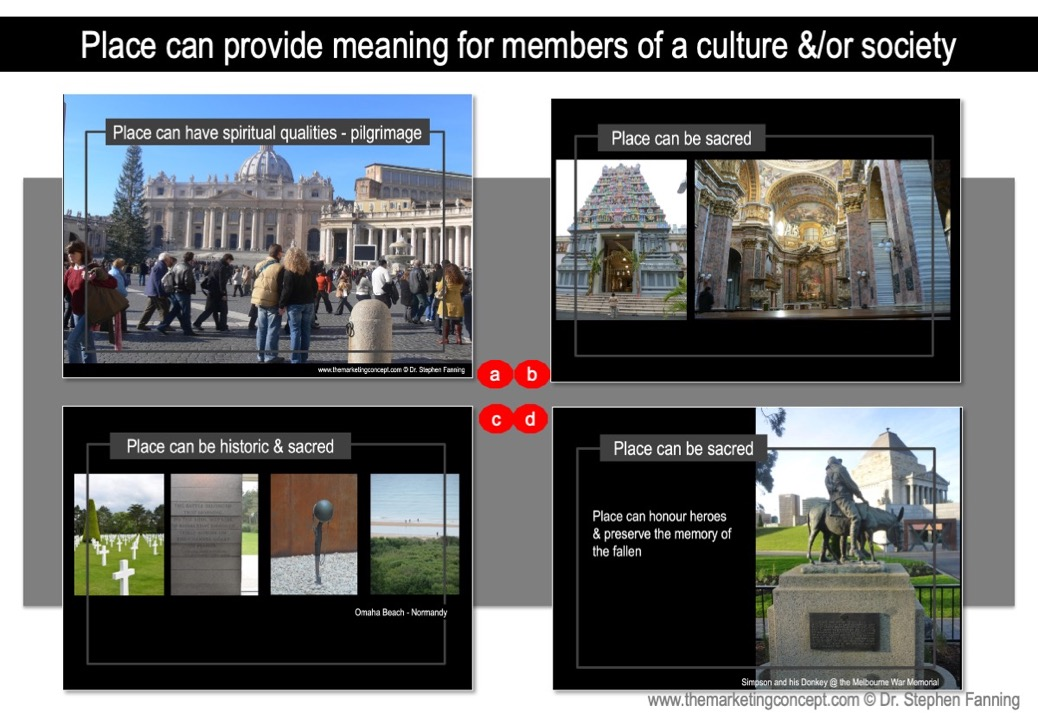 Place can provide meaning for members of a culture &/or society
Place can have spiritual qualities - pilgrimage
www.themarketingconcept.com © Dr. Stephen Fanning
Place can be sacred
a
b
c
d
Place can be historic & sacred
Omaha Beach - Normandy
Place can be sacred
Place can honour heroes
& preserve the memory of
the fallen
Simpson and his Donkey @ the Melbourne War Memorial
www.themarketingconcept.com © Dr. Stephen Fanning